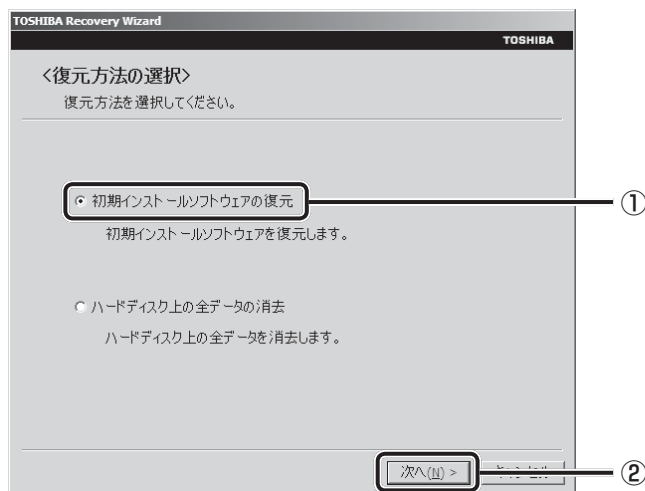 TOSHIBA Recovery Wizard
TOSHIBA
<復元方法の選択>
復元方法を選択してください。
初期インストールソフトウェアの復元
①
初期インストールソフトウェアを復元します。
ハードディスク上の全データの消去
ハードディスク上の全データを消去します。
次へ(N) >
②